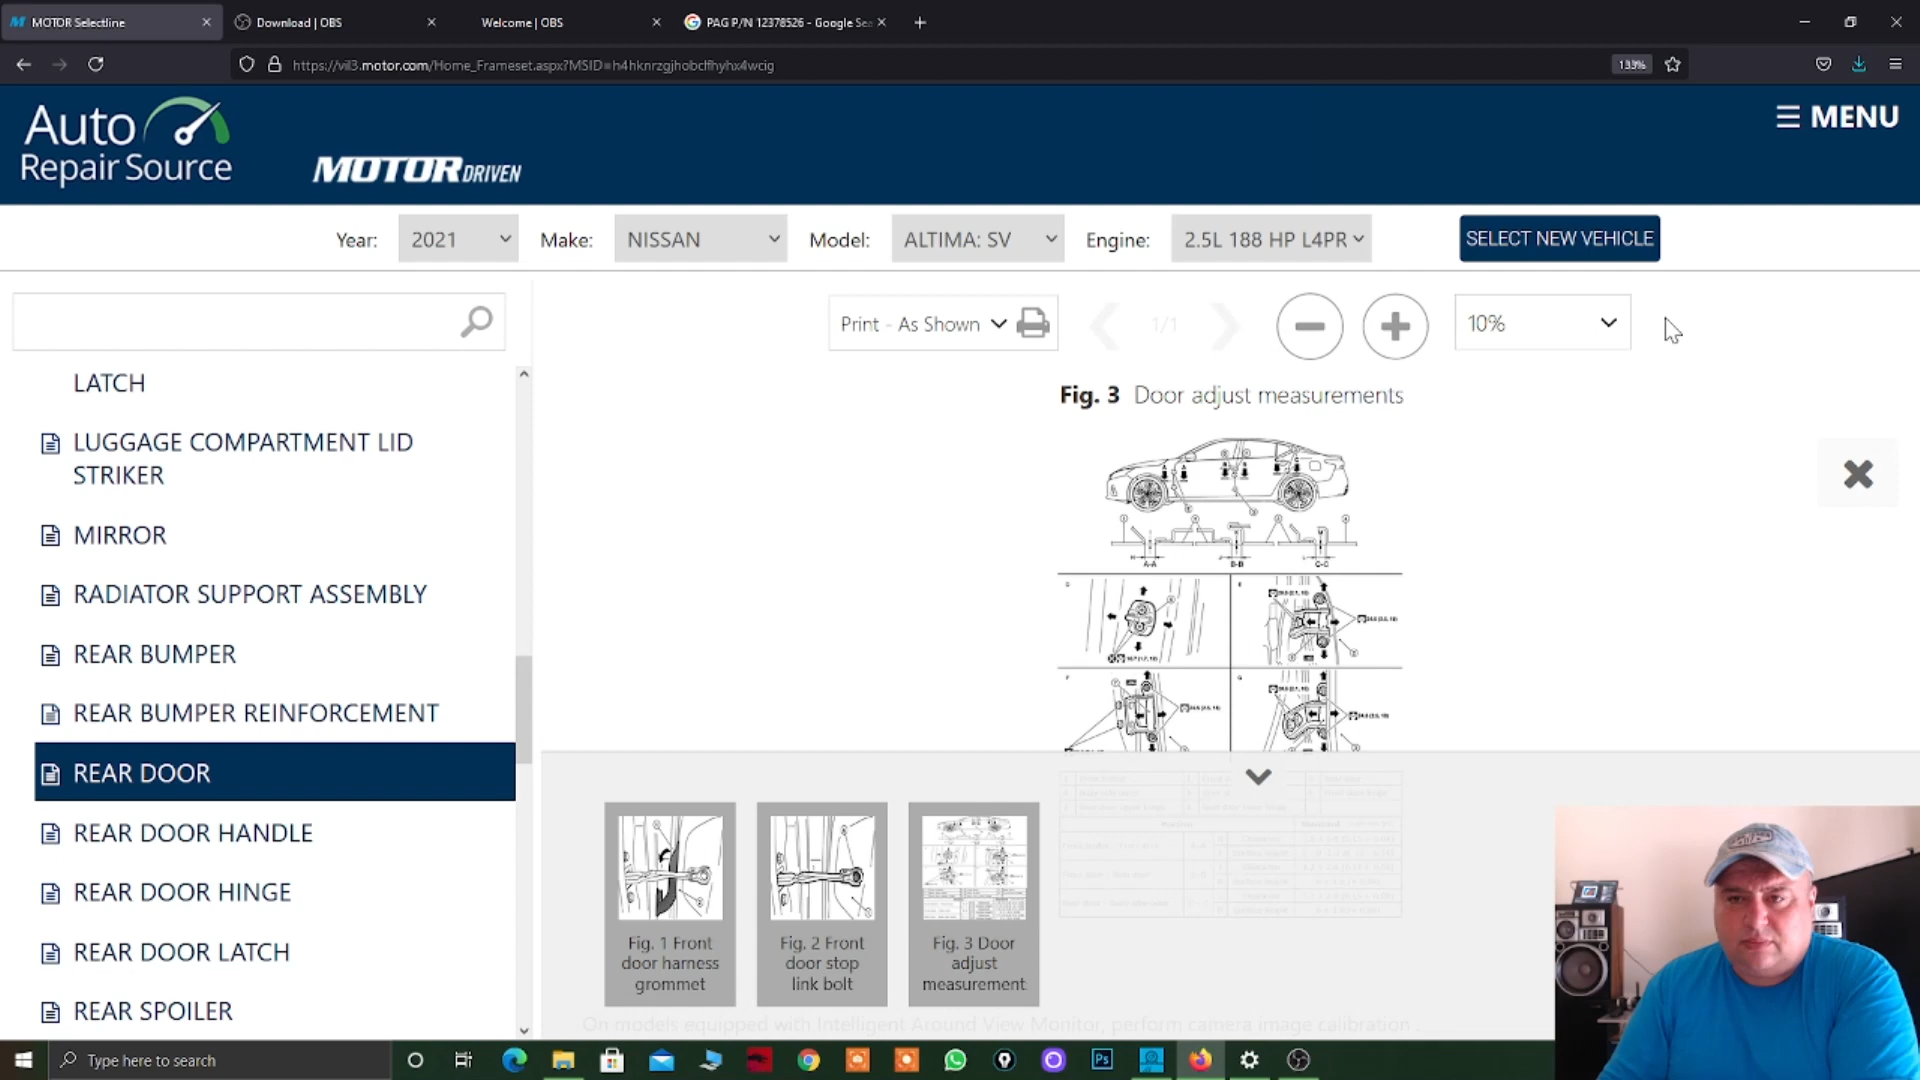 MOTOR Selectline
Download | OBS
Welcome | OBS
PAG P/N 12378526 - Google Sea
https://vil3.motor.com/Home_Frameset.aspx?MSID=h4hknrzgjhobclfihyhx4wcig
133%
Auto
Repair Source
MOTOR DRIVEN
MENU
Year: 2021 Make: NISSAN Model: ALTIMA: SV Engine: 2.5L 188 HP L4PR SELECT NEW VEHICLE
Print - As Shown 1/1 10%
LATCH
LUGGAGE COMPARTMENT LID
STRIKER
MIRROR
RADIATOR SUPPORT ASSEMBLY
REAR BUMPER
REAR BUMPER REINFORCEMENT
REAR DOOR
REAR DOOR HANDLE
REAR DOOR HINGE
REAR DOOR LATCH
REAR SPOILER
Fig. 3 Door adjust measurements
A-A B-B C-C
Fig. 1 Front
door harness
grommet
Fig. 2 Front
door stop
link bolt
Fig. 3 Door
adjust
measurement
On models equipped with Intelligent Around View Monitor, perform camera image calibration .
Type here to search